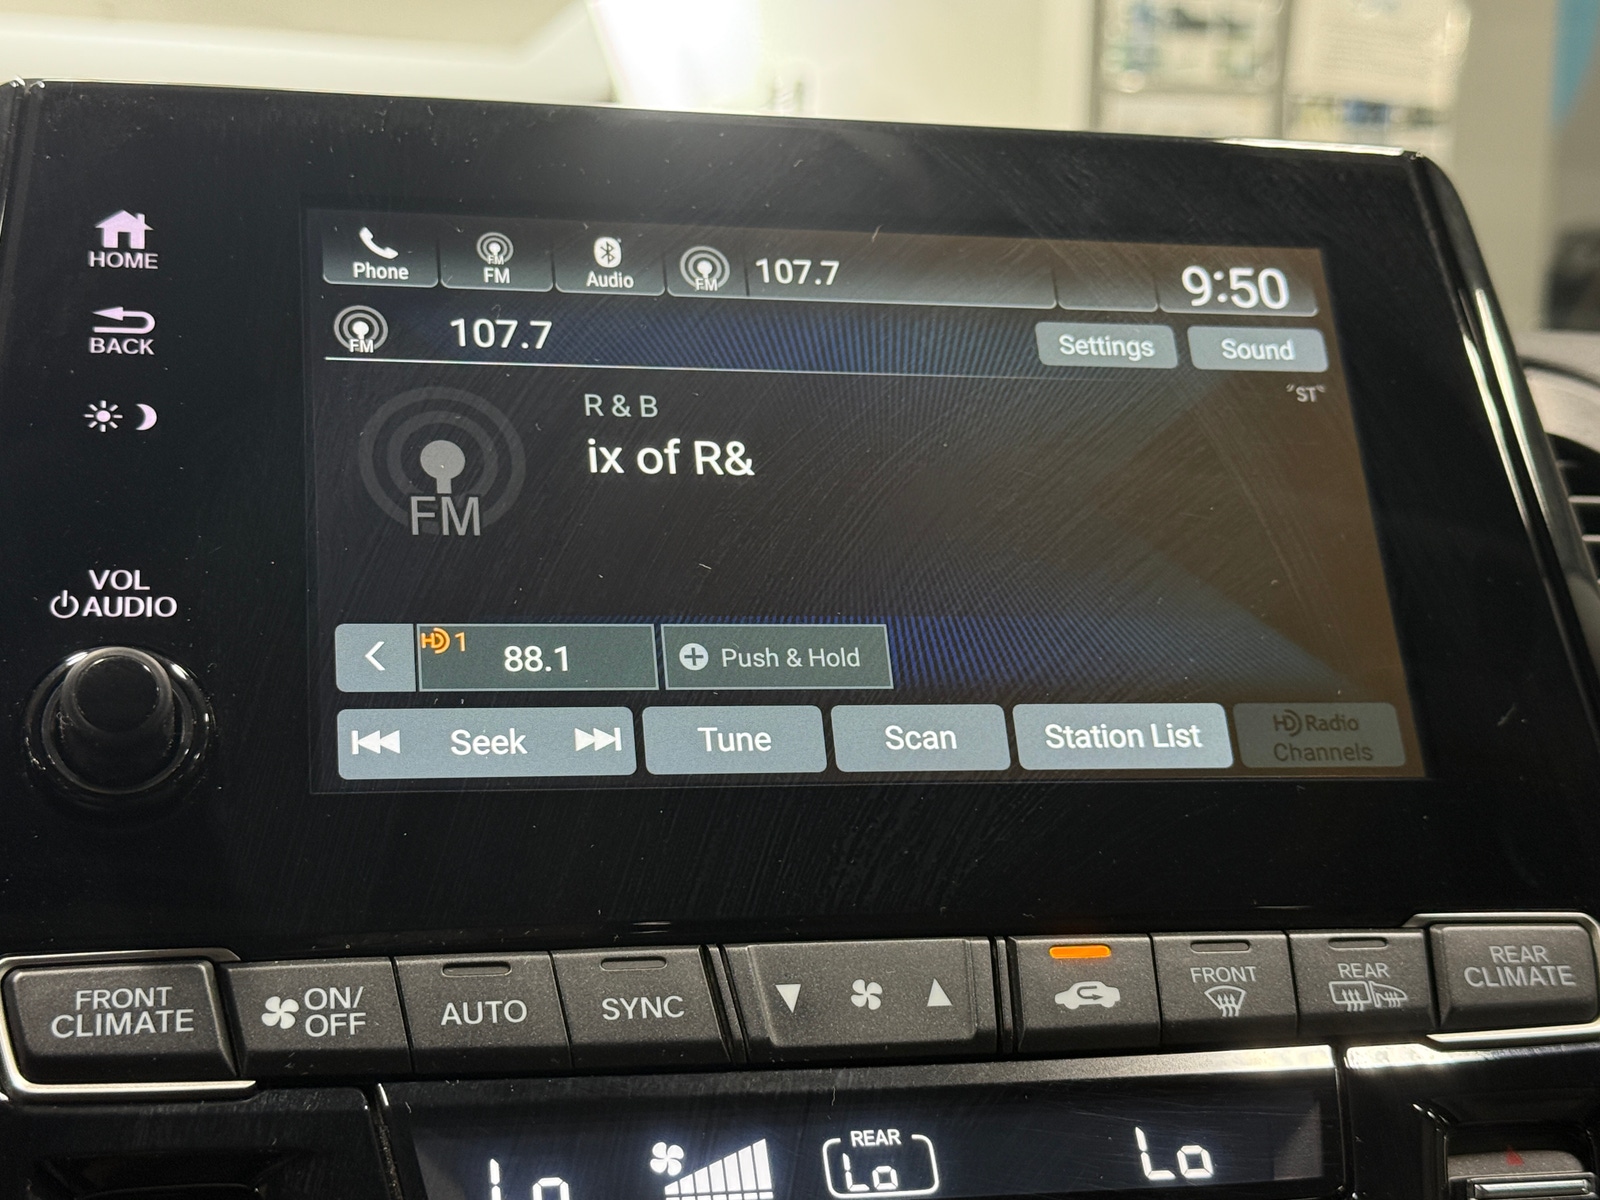 HOME
BACK
VOL
AUDIO
Phone
FM
FM
Audio
FM
107.7
9:50
FM
107.7
Settings
Sound
"ST"
FM
R & B
ix of R&
HD 1
88.1
Push & Hold
Seek
Tune
Scan
Station List
HD Radio
Channels
FRONT
CLIMATE
ON/
OFF
AUTO
SYNC
FRONT
REAR
REAR
CLIMATE
Lo
REAR
Lo
Lo